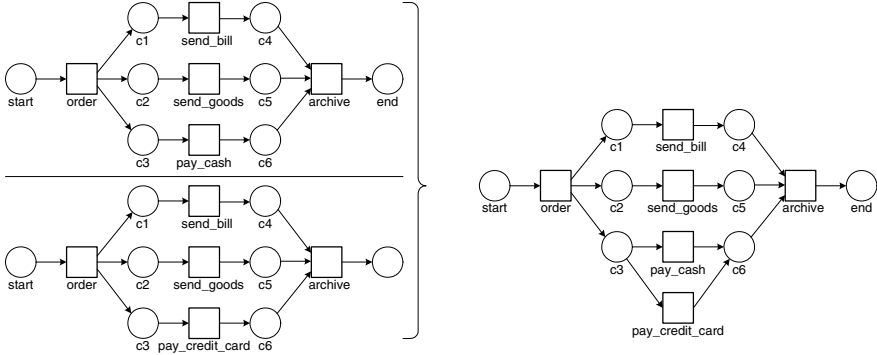 c1 send_bill c4
start order c2 send_goods c5 archive end
c3 pay_cash c6
c1 send_bill c4
start order c2 send_goods c5 archive
c3 pay_credit_card c6
c1 send_bill c4
start order c2 send_goods c5 archive end
c3 pay_cash c6
pay_credit_card